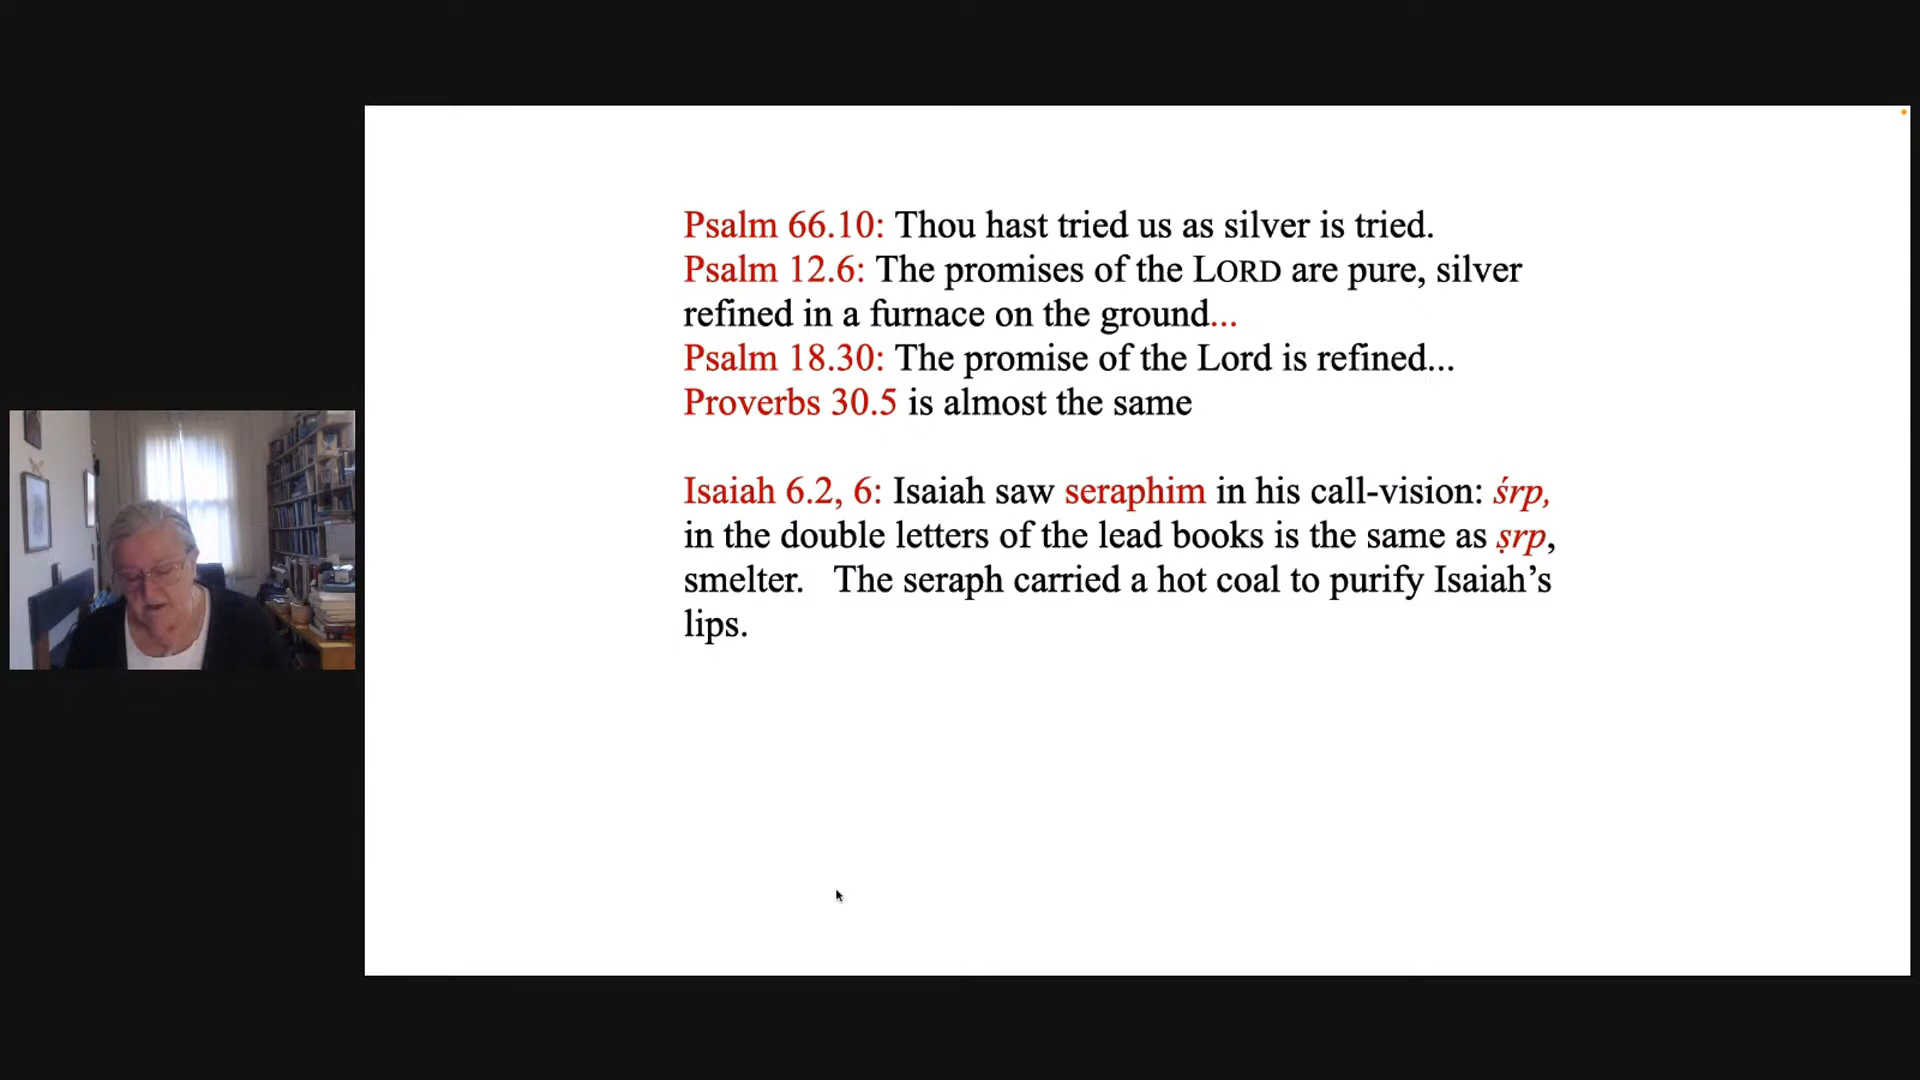 Psalm 66.10: Thou hast tried us as silver is tried.
Psalm 12.6: The promises of the LORD are pure, silver
refined in a furnace on the ground...
Psalm 18.30: The promise of the Lord is refined...
Proverbs 30.5 is almost the same
Isaiah 6.2, 6: Isaiah saw seraphim in his call-vision: śrp,
in the double letters of the lead books is the same as ṣrp,
smelter. The seraph carried a hot coal to purify Isaiah’s
lips.